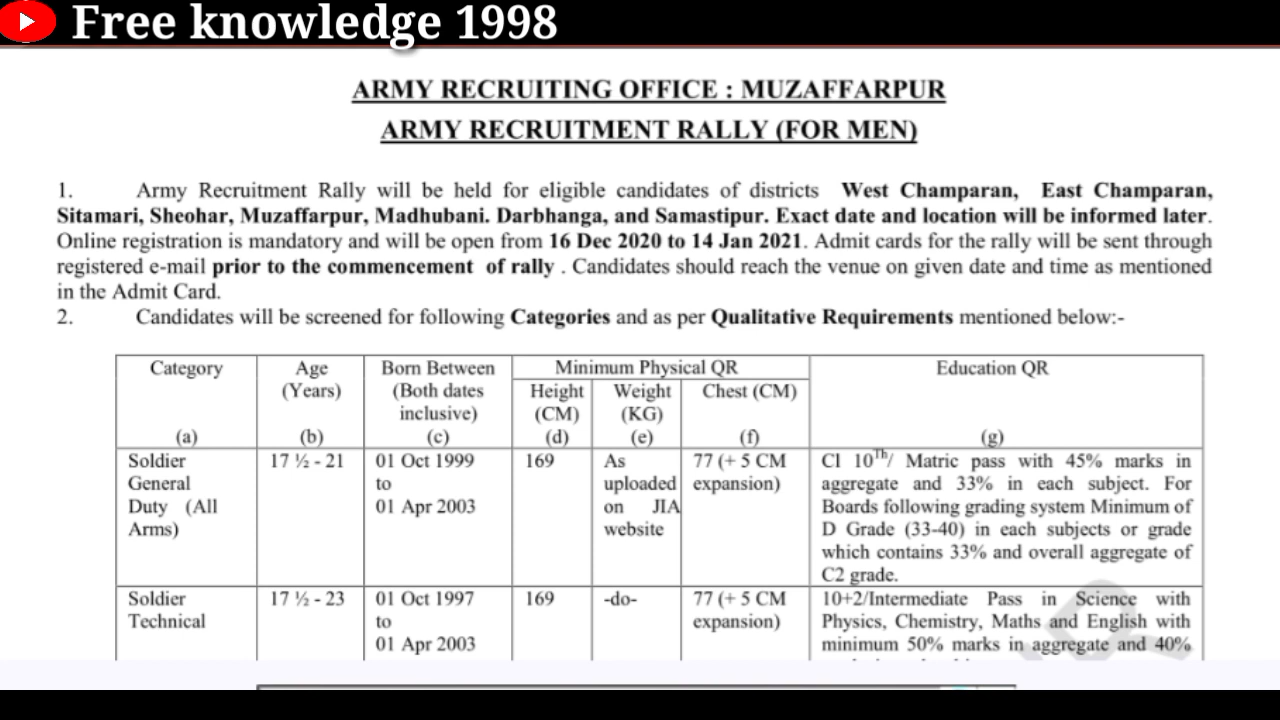 Free knowledge 1998
ARMY RECRUITING OFFICE : MUZAFFARPUR
ARMY RECRUITMENT RALLY (FOR MEN)
1. Army Recruitment Rally will be held for eligible candidates of districts West Champaran, East Champaran,
Sitamari, Sheohar, Muzaffarpur, Madhubani. Darbhanga, and Samastipur. Exact date and location will be informed later.
Online registration is mandatory and will be open from 16 Dec 2020 to 14 Jan 2021. Admit cards for the rally will be sent through
registered e-mail prior to the commencement of rally . Candidates should reach the venue on given date and time as mentioned
in the Admit Card.
2. Candidates will be screened for following Categories and as per Qualitative Requirements mentioned below:-
Category
(a)
Age
(Years)
(b)
Born Between
(Both dates
inclusive)
(c)
Minimum Physical QR
Height
(CM)
(d)
Weight
(KG)
(e)
Chest (CM)
(f)
Education QR
(g)
Soldier
General
Duty (All
Arms)
17 ½ - 21
01 Oct 1999
to
01 Apr 2003
169
As
uploaded
on JIA
website
77 (+ 5 CM
expansion)
Cl 10Th/ Matric pass with 45% marks in
aggregate and 33% in each subject. For
Boards following grading system Minimum of
D Grade (33-40) in each subjects or grade
which contains 33% and overall aggregate of
C2 grade.
Soldier
Technical
17 ½ - 23
01 Oct 1997
to
01 Apr 2003
169
-do-
77 (+ 5 CM
expansion)
10+2/Intermediate Pass in Science with
Physics, Chemistry, Maths and English with
minimum 50% marks in aggregate and 40%